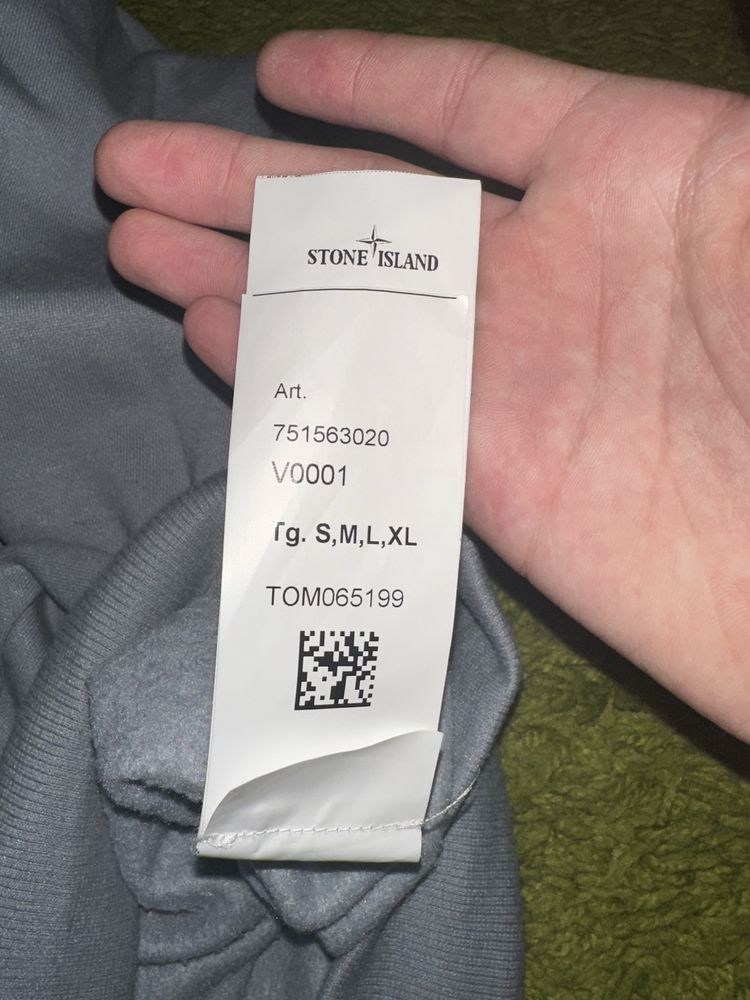 STONE ISLAND
Art.
751563020
V0001
Tg. S,M,L,XL
TOM065199